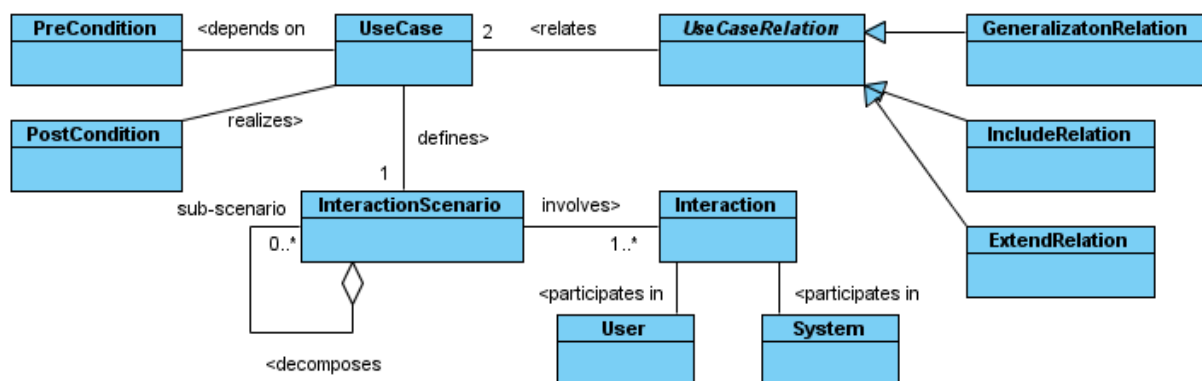 PreCondition
<depends on
UseCase
2
<relates
UseCaseRelation
GeneralizatonRelation
PostCondition
realizes>
defines>
IncludeRelation
1
sub-scenario
InteractionScenario
involves>
Interaction
0..*
1..*
ExtendRelation
<participates in
<participates in
User
System
<decomposes